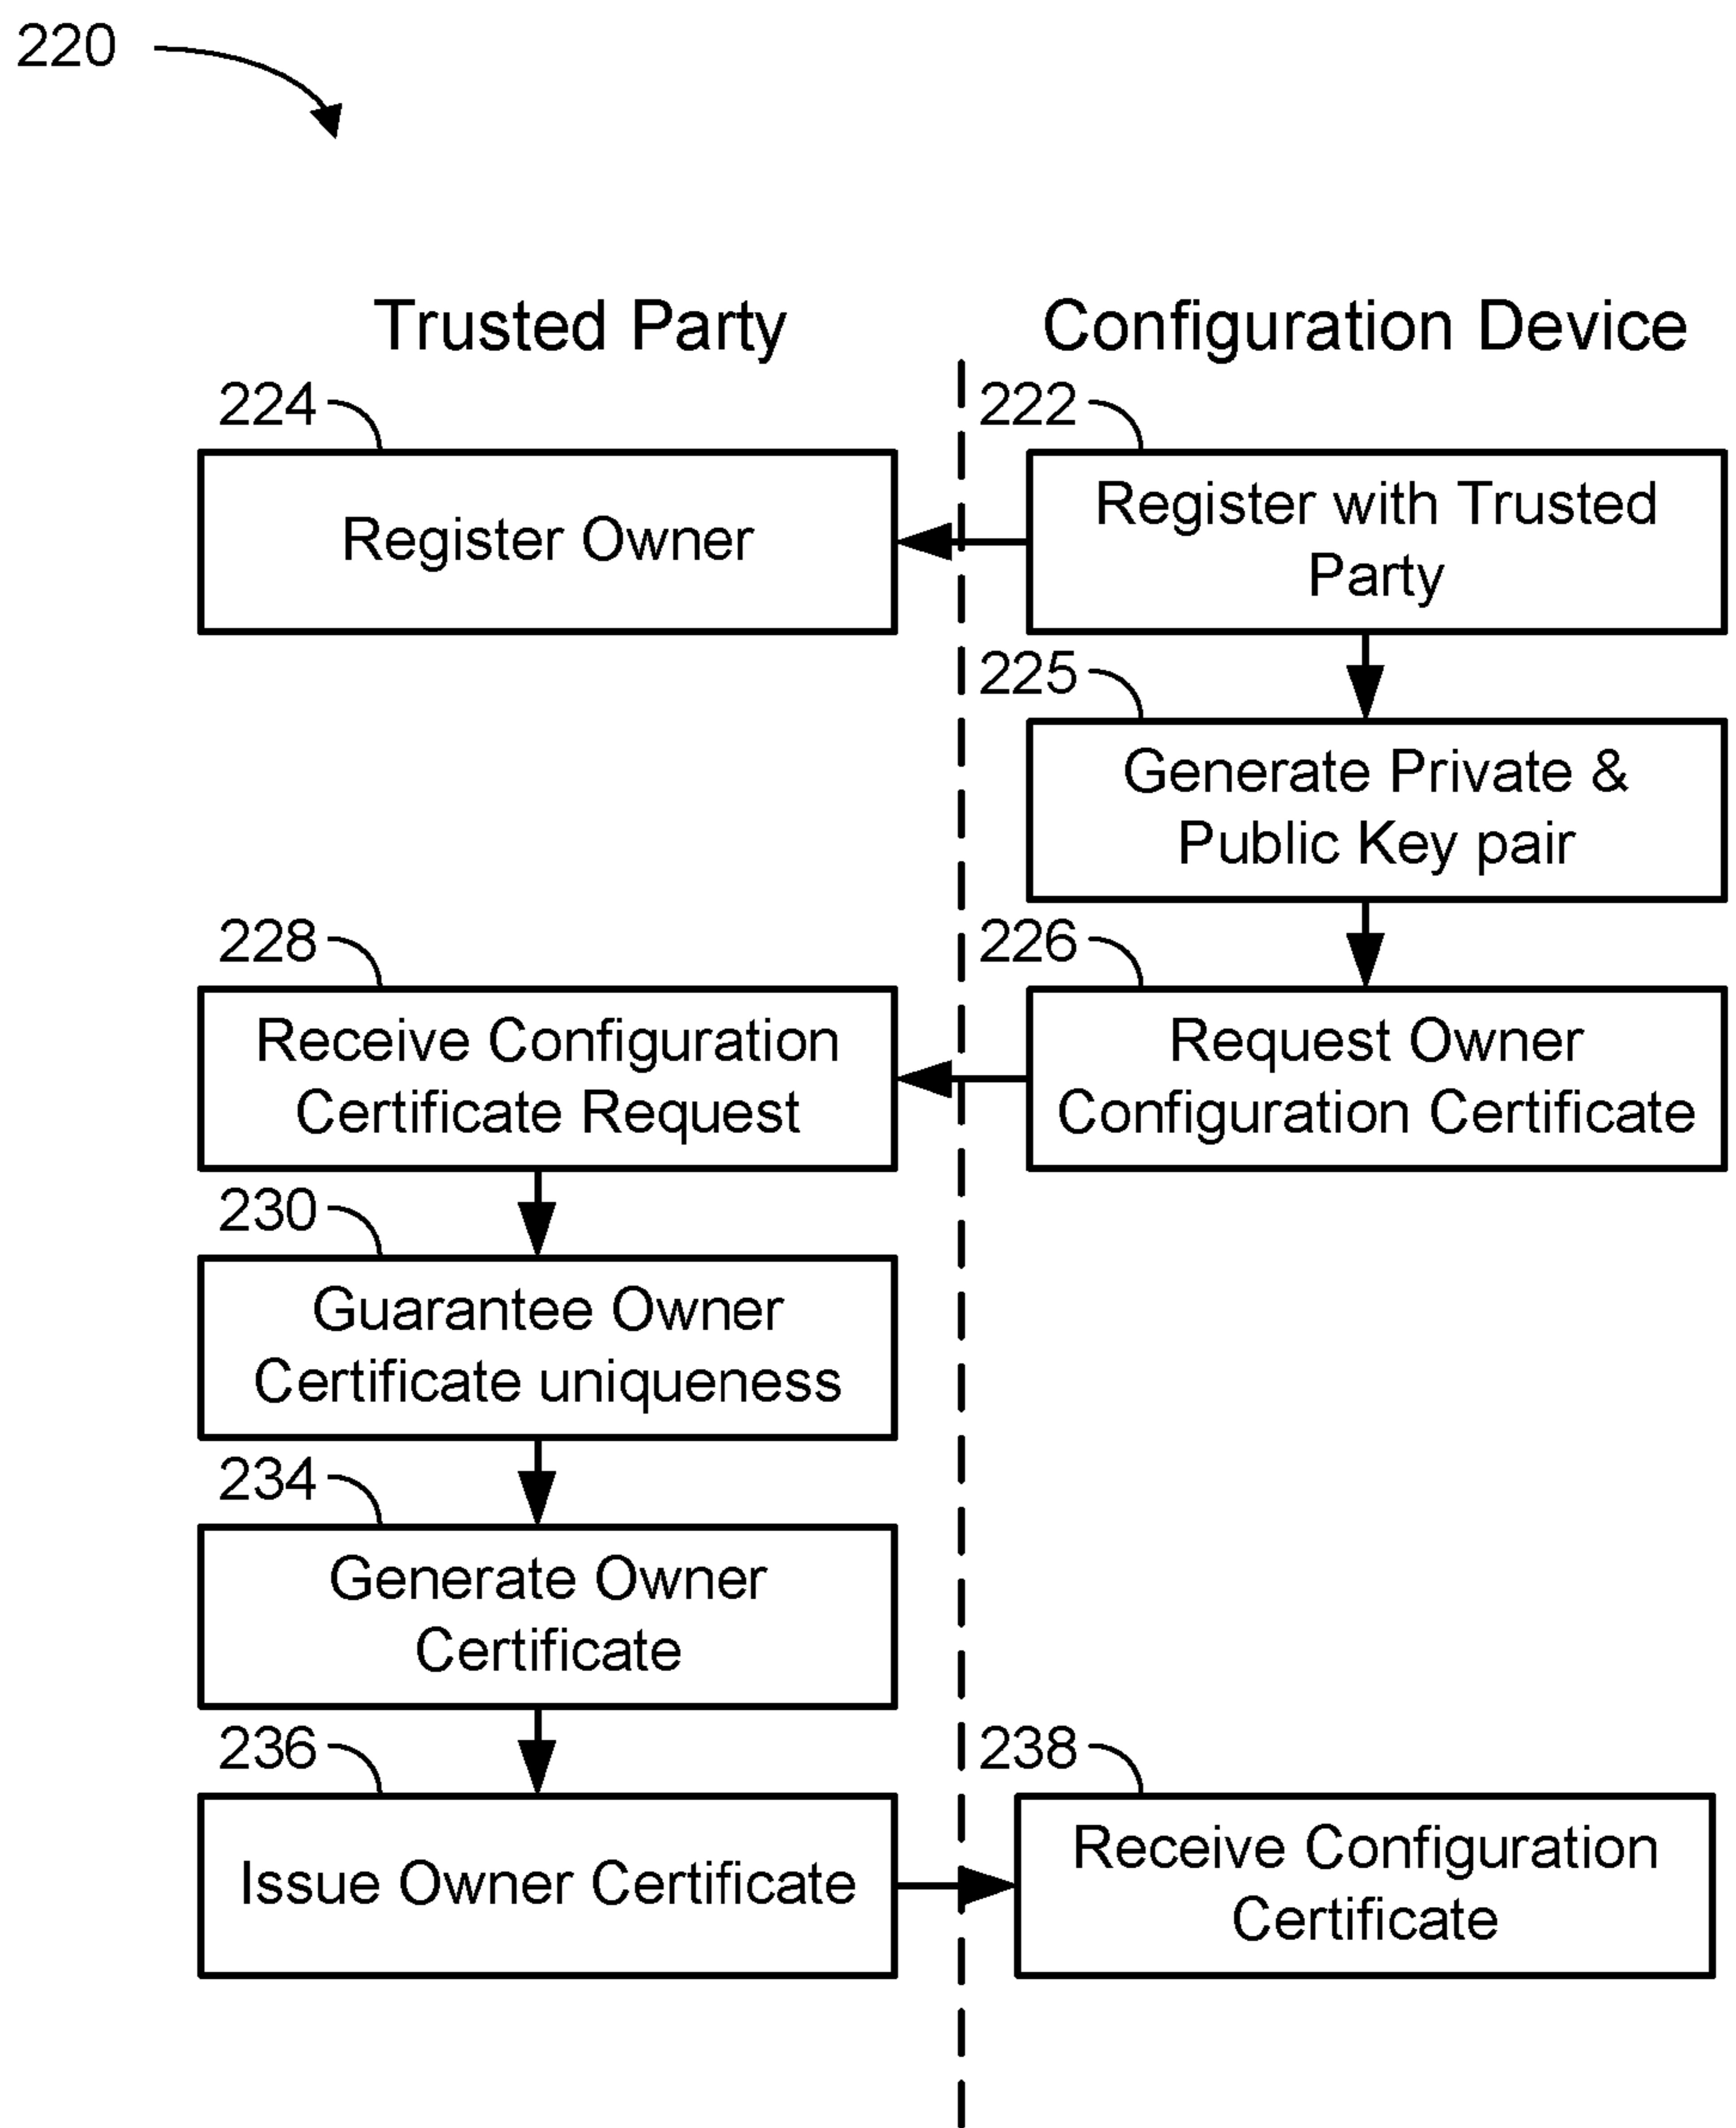 220
Trusted Party
Configuration Device
224
222
Register Owner
Register with Trusted
Party
225
Generate Private &
Public Key pair
228
226
Receive Configuration
Certificate Request
Request Owner
Configuration Certificate
230
Guarantee Owner
Certificate uniqueness
234
Generate Owner
Certificate
236
238
Issue Owner Certificate
Receive Configuration
Certificate